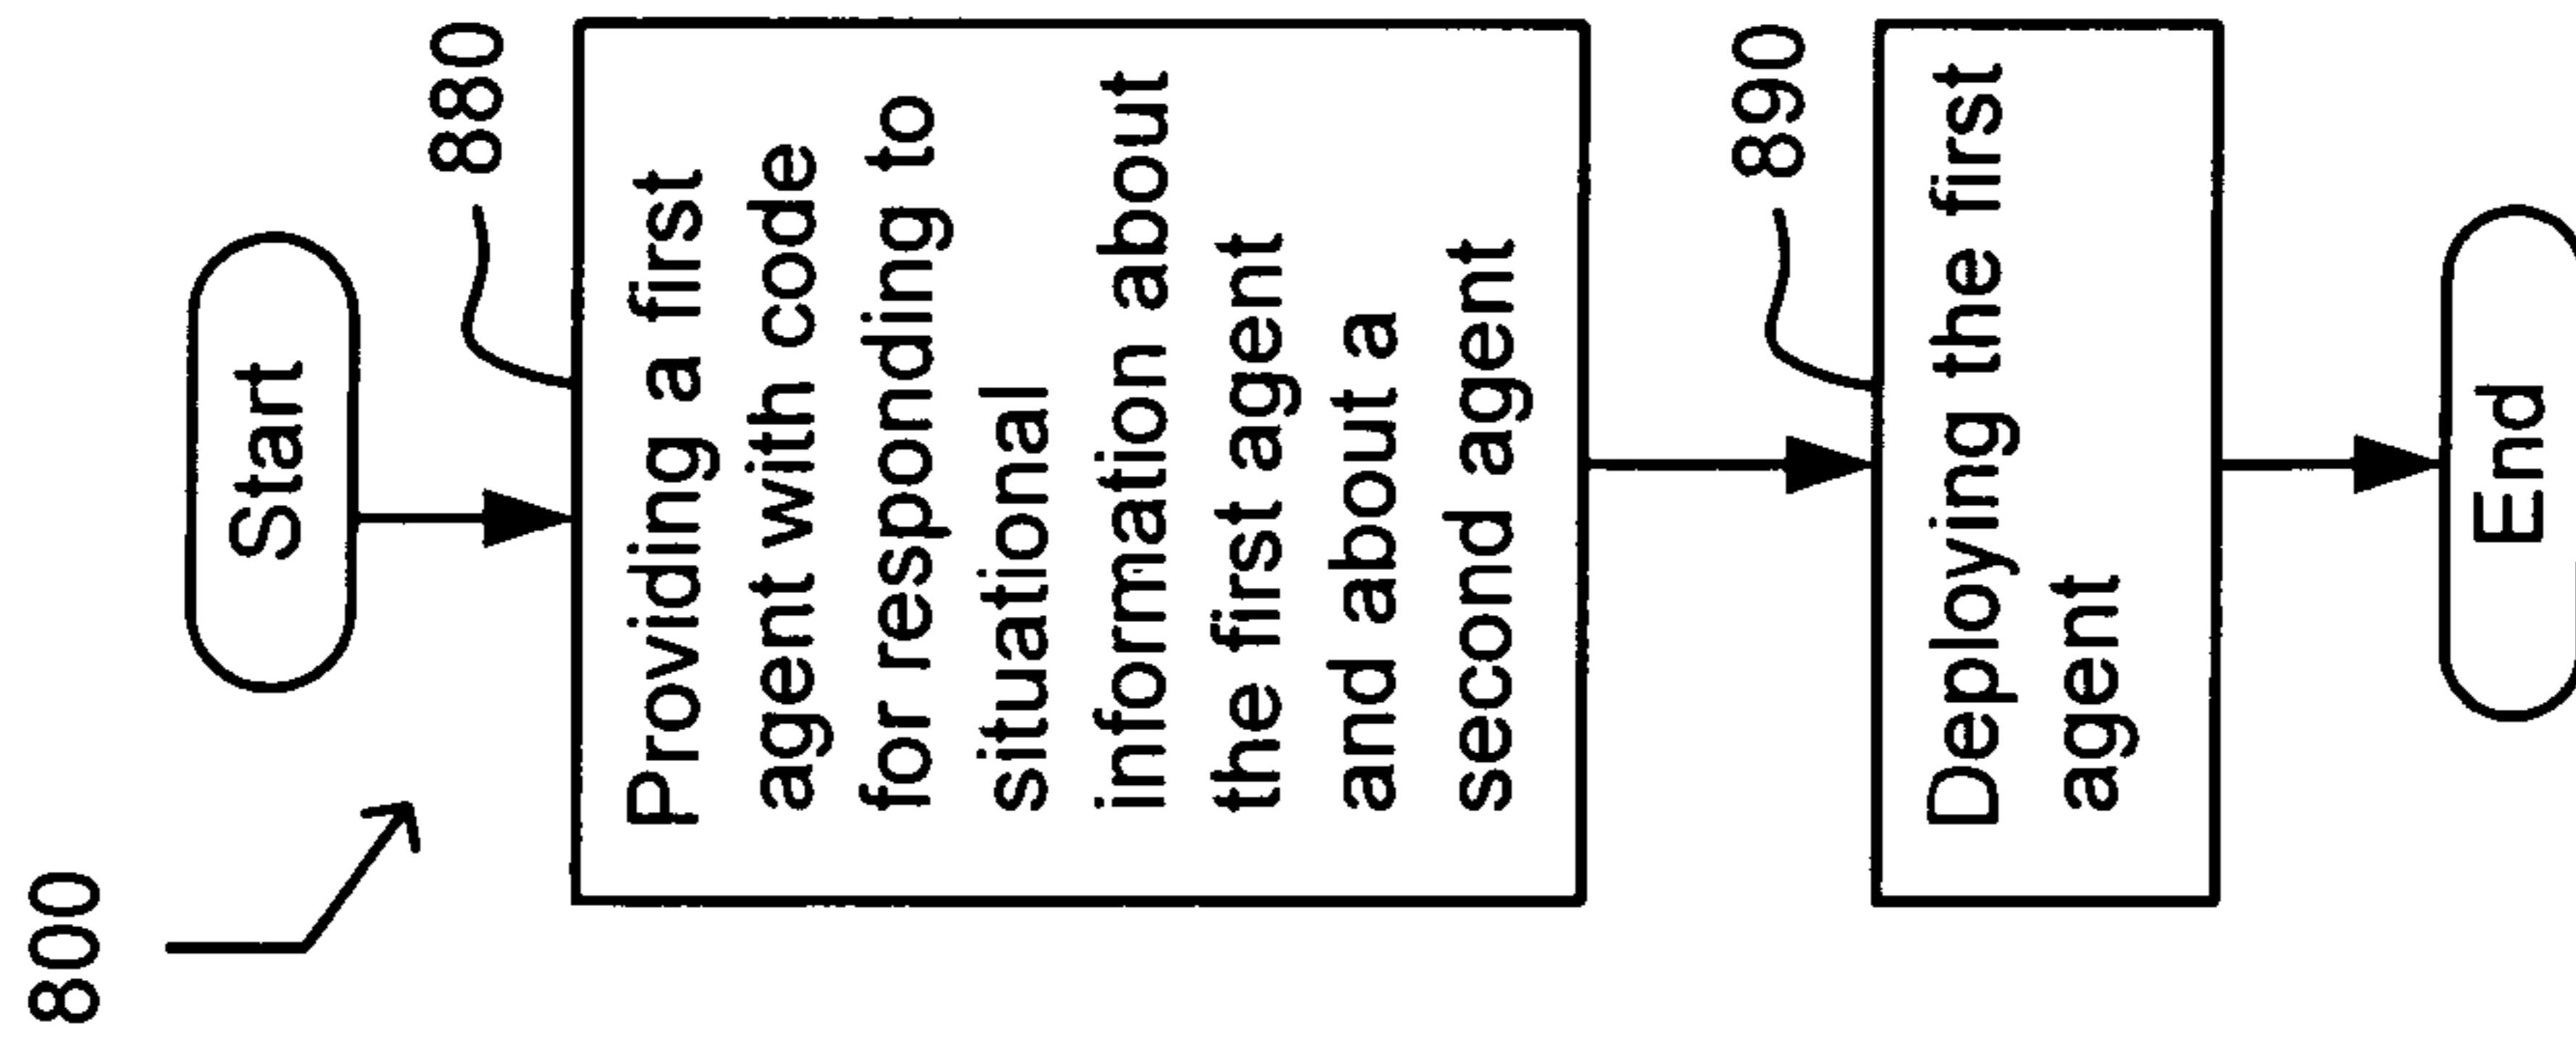 800
Start
880
Providing a first
agent with code
for responding to
situational
information about
the first agent
and about a
second agent
890
Deploying the first
agent
End